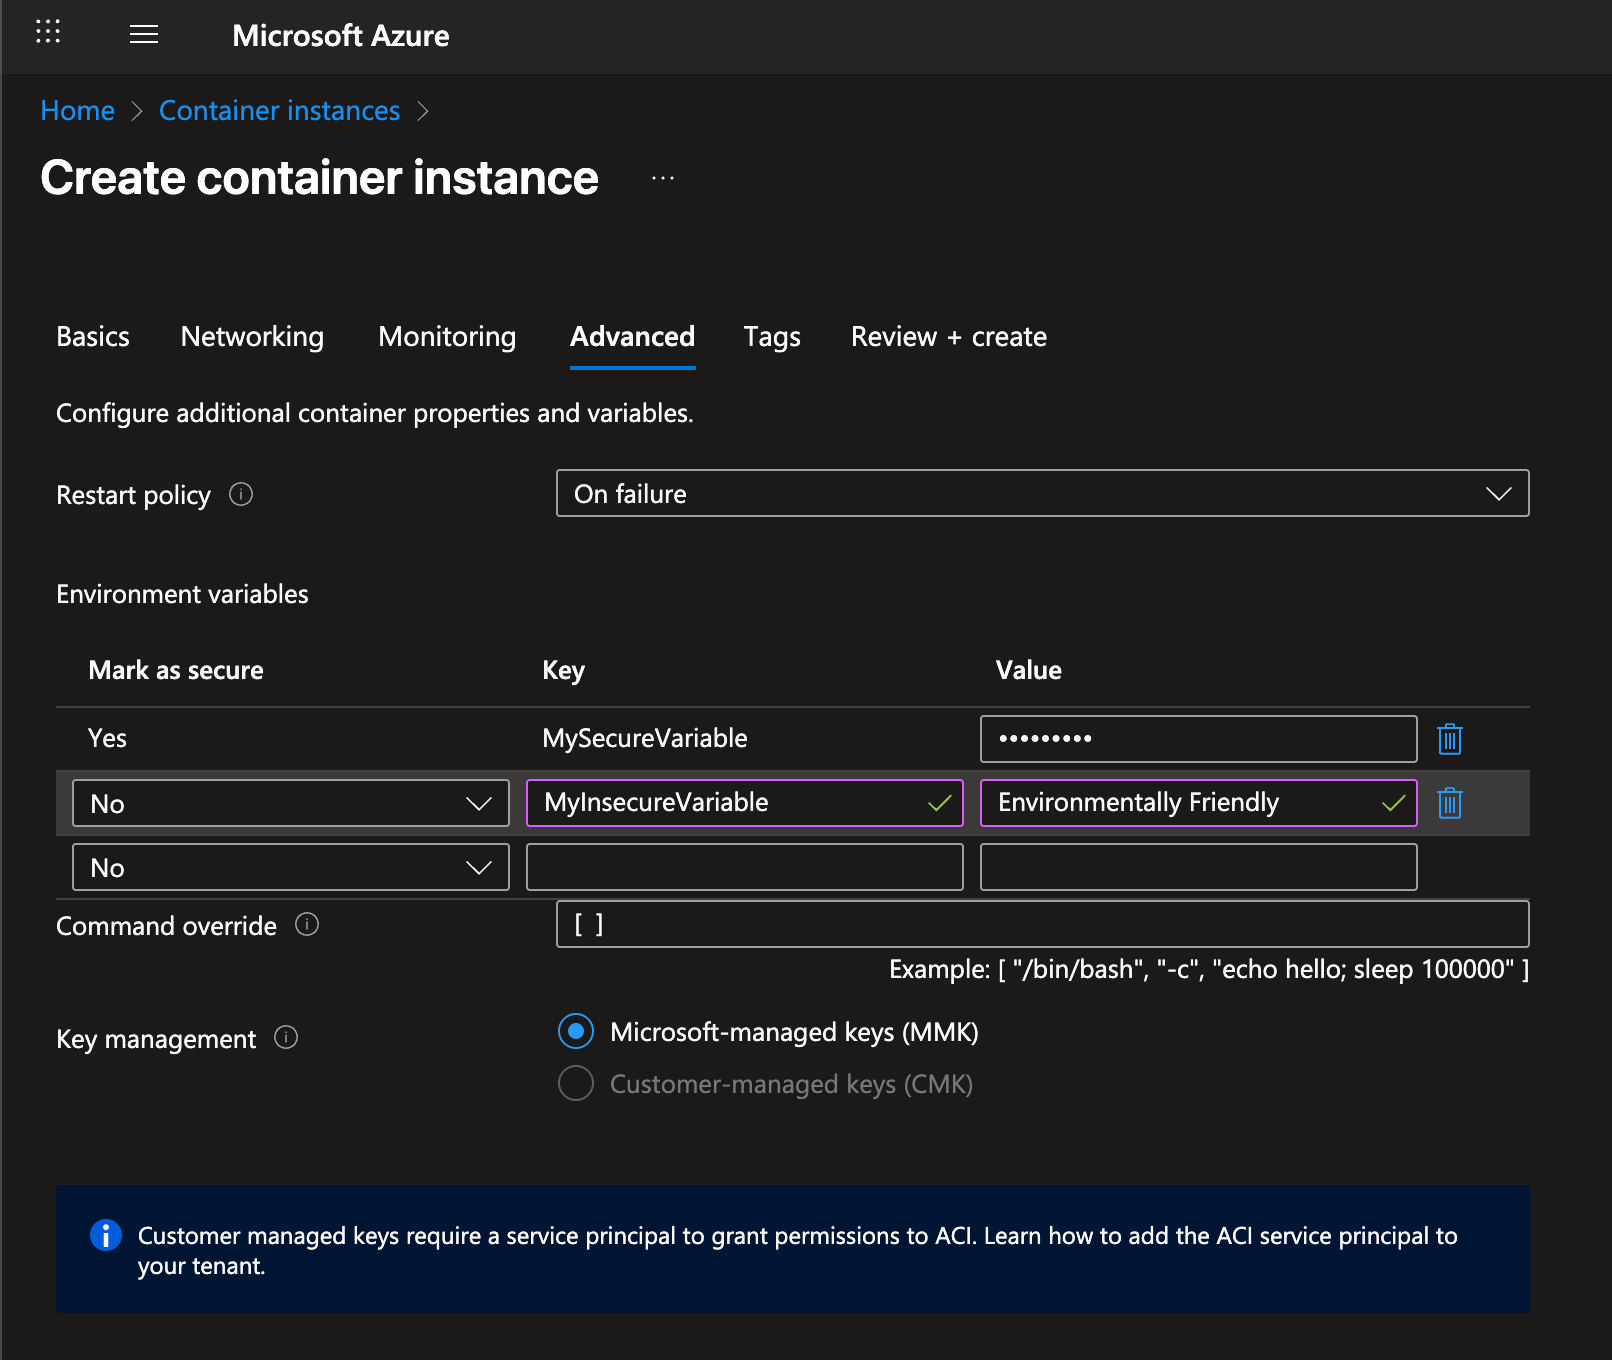 Microsoft Azure
Home > Container instances >
Create container instance ...
Basics Networking Monitoring Advanced Tags Review + create
Configure additional container properties and variables.
Restart policy On failure
Environment variables
Mark as secure Key Value
Yes MySecureVariable •••••••••
No MyInsecureVariable Environmentally Friendly
No
Command override [ ]
Example: [ "/bin/bash", "-c", "echo hello; sleep 100000" ]
Key management Microsoft-managed keys (MMK)
Customer-managed keys (CMK)
Customer managed keys require a service principal to grant permissions to ACI. Learn how to add the ACI service principal to
your tenant.